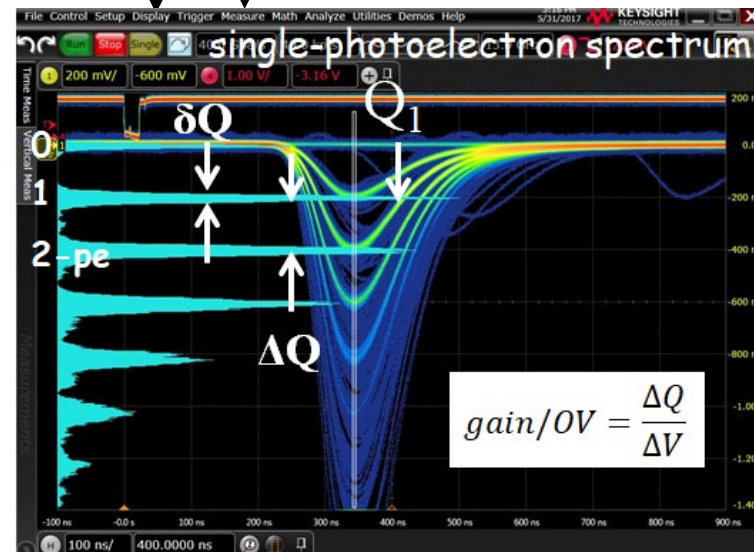 File Control Setup Display Trigger Measure Math Analyze Utilities Demos Help
5/31/2017
KEYSIGHT
TECHNOLOGIES
Run Stop Single
single-photoelectron spectrum
1 200 mV/ -600 mV 1.00 V/ -3.16 V
Time Meas
Vertical Meas
Measurements
δQ
Q1
0
1
2-pe
ΔQ
gain/OV = ΔQ/ΔV
200
0.0
-200
-400
-600
-800
-1.00
-1.20
-1.40
-100 ns -0.0 s 100 ns 200 ns 300 ns 400 ns 500 ns 600 ns 700 ns 800 ns 900 ns
H 100 ns/ 400.0000 ns